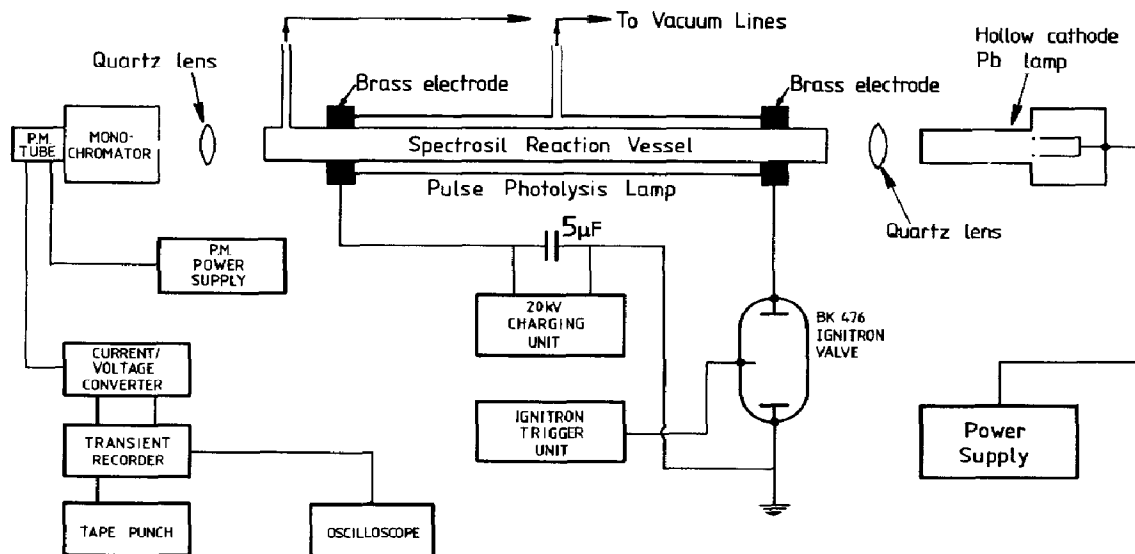 To Vacuum Lines
Hollow cathode
Pb lamp
Quartz lens
Brass electrode
Brass electrode
P.M.
TUBE
MONO-
CHROMATOR
Spectrosil Reaction Vessel
Pulse Photolysis Lamp
Quartz lens
5µF
P.M.
POWER
SUPPLY
20kV
CHARGING
UNIT
BK 476
IGNITRON
VALVE
CURRENT/
VOLTAGE
CONVERTER
IGNITRON
TRIGGER
UNIT
Power
Supply
TRANSIENT
RECORDER
TAPE PUNCH
OSCILLOSCOPE